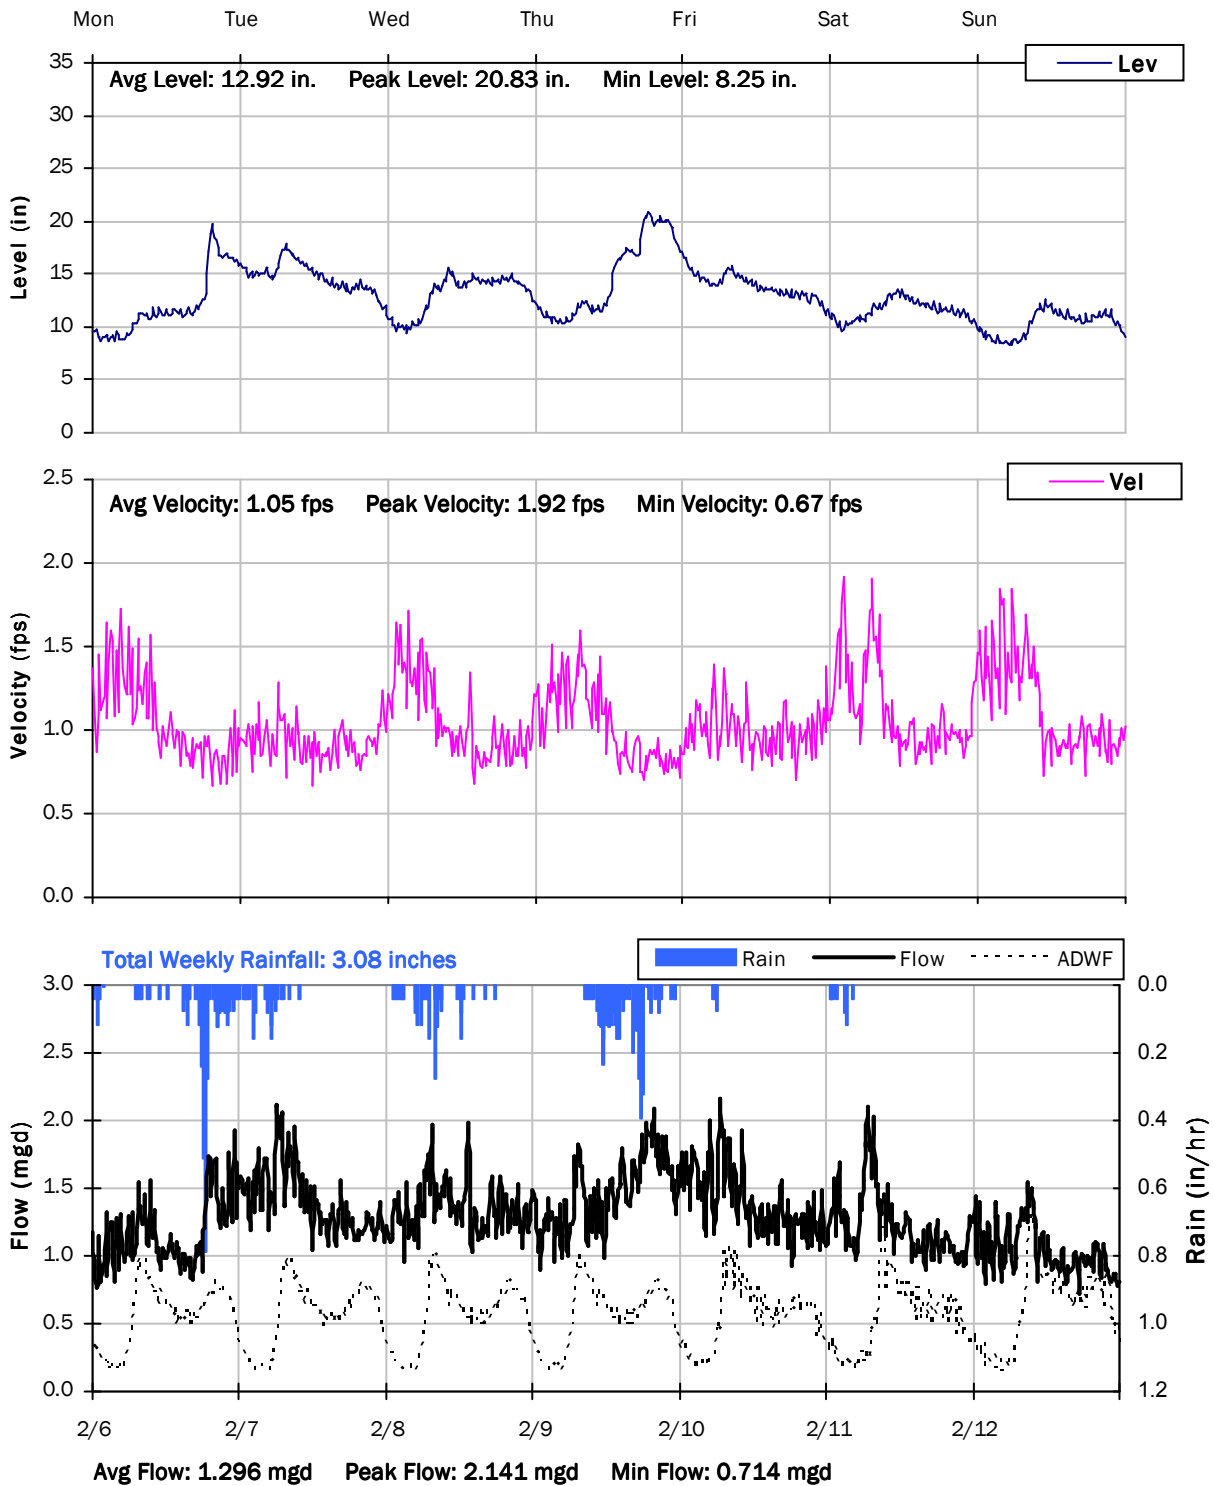 Mon Tue Wed Thu Fri Sat Sun
35
Avg Level: 12.92 in. Peak Level: 20.83 in. Min Level: 8.25 in.
Lev
30
25
20
15
10
5
0
Level (in)
2.5
Avg Velocity: 1.05 fps Peak Velocity: 1.92 fps Min Velocity: 0.67 fps
Vel
2.0
1.5
1.0
0.5
0.0
Velocity (fps)
Total Weekly Rainfall: 3.08 inches
Rain Flow ADWF
3.0 0.0
2.5 0.2
2.0 0.4
1.5 0.6
1.0 0.8
0.5 1.0
0.0 1.2
Flow (mgd)
Rain (in/hr)
2/6 2/7 2/8 2/9 2/10 2/11 2/12
Avg Flow: 1.296 mgd Peak Flow: 2.141 mgd Min Flow: 0.714 mgd